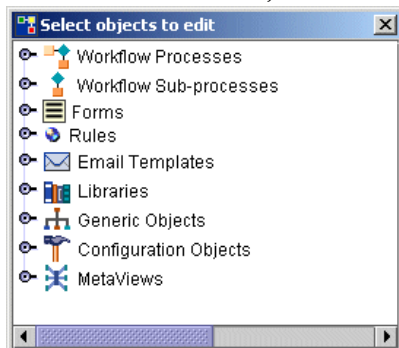 Select objects to edit
Workflow Processes
Workflow Sub-processes
Forms
Rules
Email Templates
Libraries
Generic Objects
Configuration Objects
MetaViews